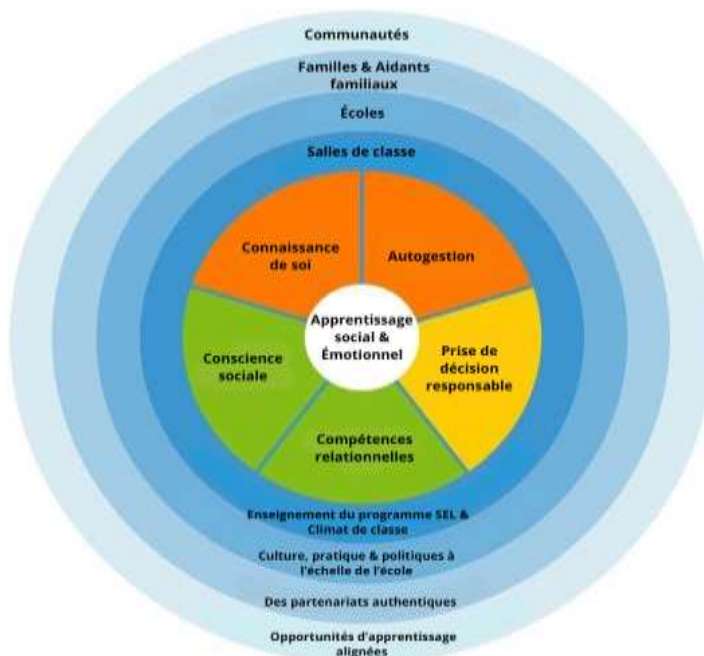 Communautés
Familles & Aidants
familiaux
Écoles
Salles de classe
Connaissance
de soi
Autogestion
Apprentissage
social &
Émotionnel
Conscience
sociale
Prise de
décision
responsable
Compétences
relationnelles
Enseignement du programme SEL &
Climat de classe
Culture, pratique & politiques à
l'échelle de l'école
Des partenariats authentiques
Opportunités d'apprentissage
alignées